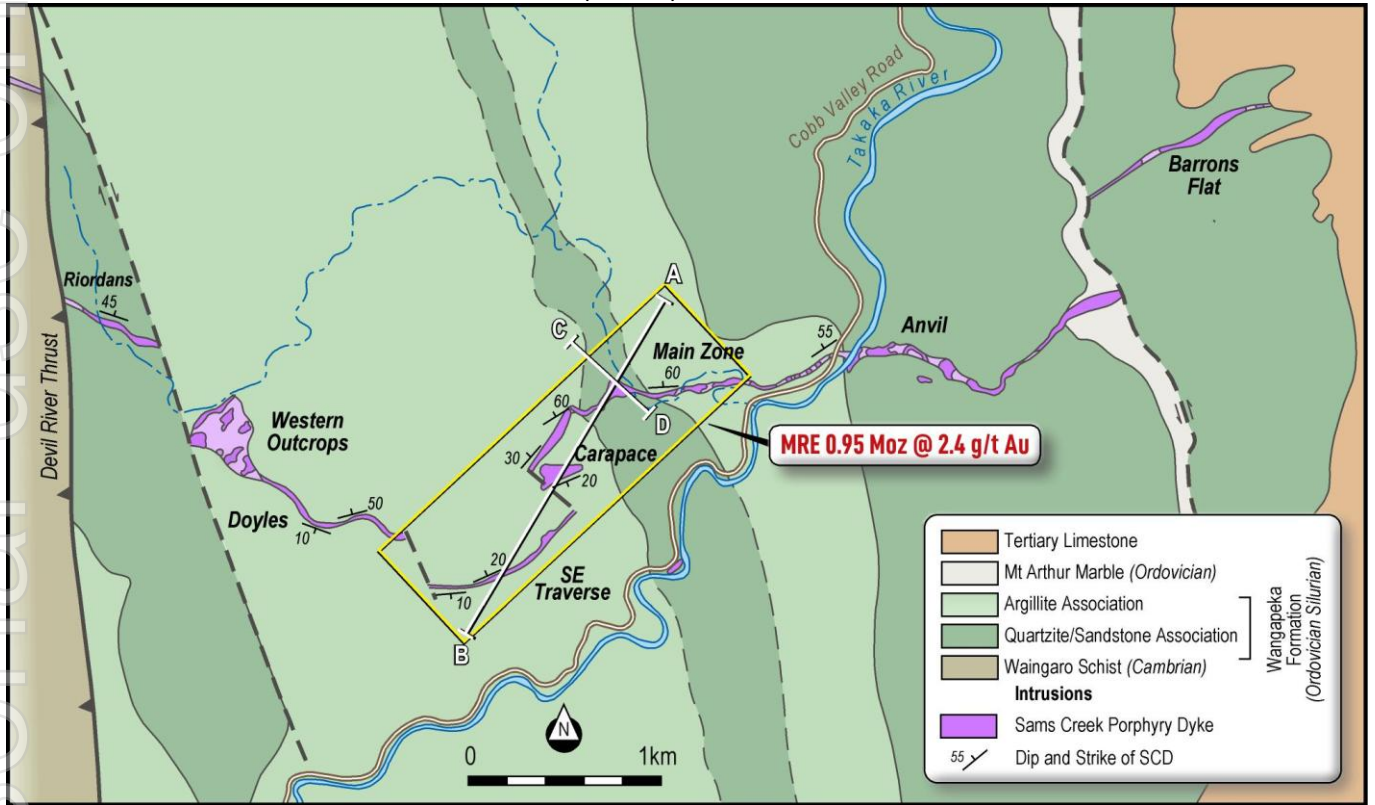 Cobb Valley Road
Takaka River
Barrons
Flat
Riordans
45
A
C
Main Zone
55
Anvil
60
Devil River Thrust
Western
Outcrops
60
D
MRE 0.95 Moz @ 2.4 g/t Au
30
Carapace
20
Doyles
50
10
20
SE
Traverse
10
B
N
0
1km
Tertiary Limestone
Mt Arthur Marble (Ordovician)
Argillite Association
Quartzite/Sandstone Association
Waingaro Schist (Cambrian)
Wangapeka
Formation
(Ordovician Silurian)
Intrusions
Sams Creek Porphyry Dyke
55
Dip and Strike of SCD